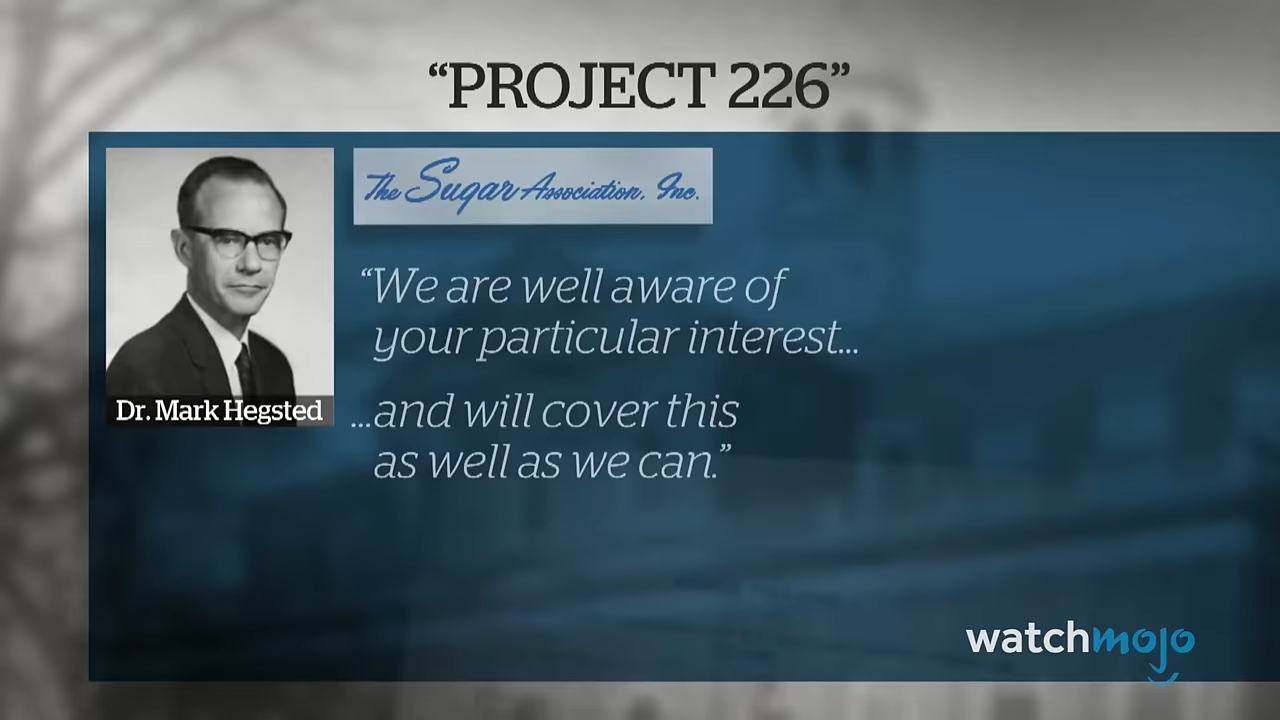 “PROJECT 226”
The Sugar Association, Inc.
“We are well aware of
your particular interest...
...and will cover this
as well as we can.”
Dr. Mark Hegsted
watchmojo